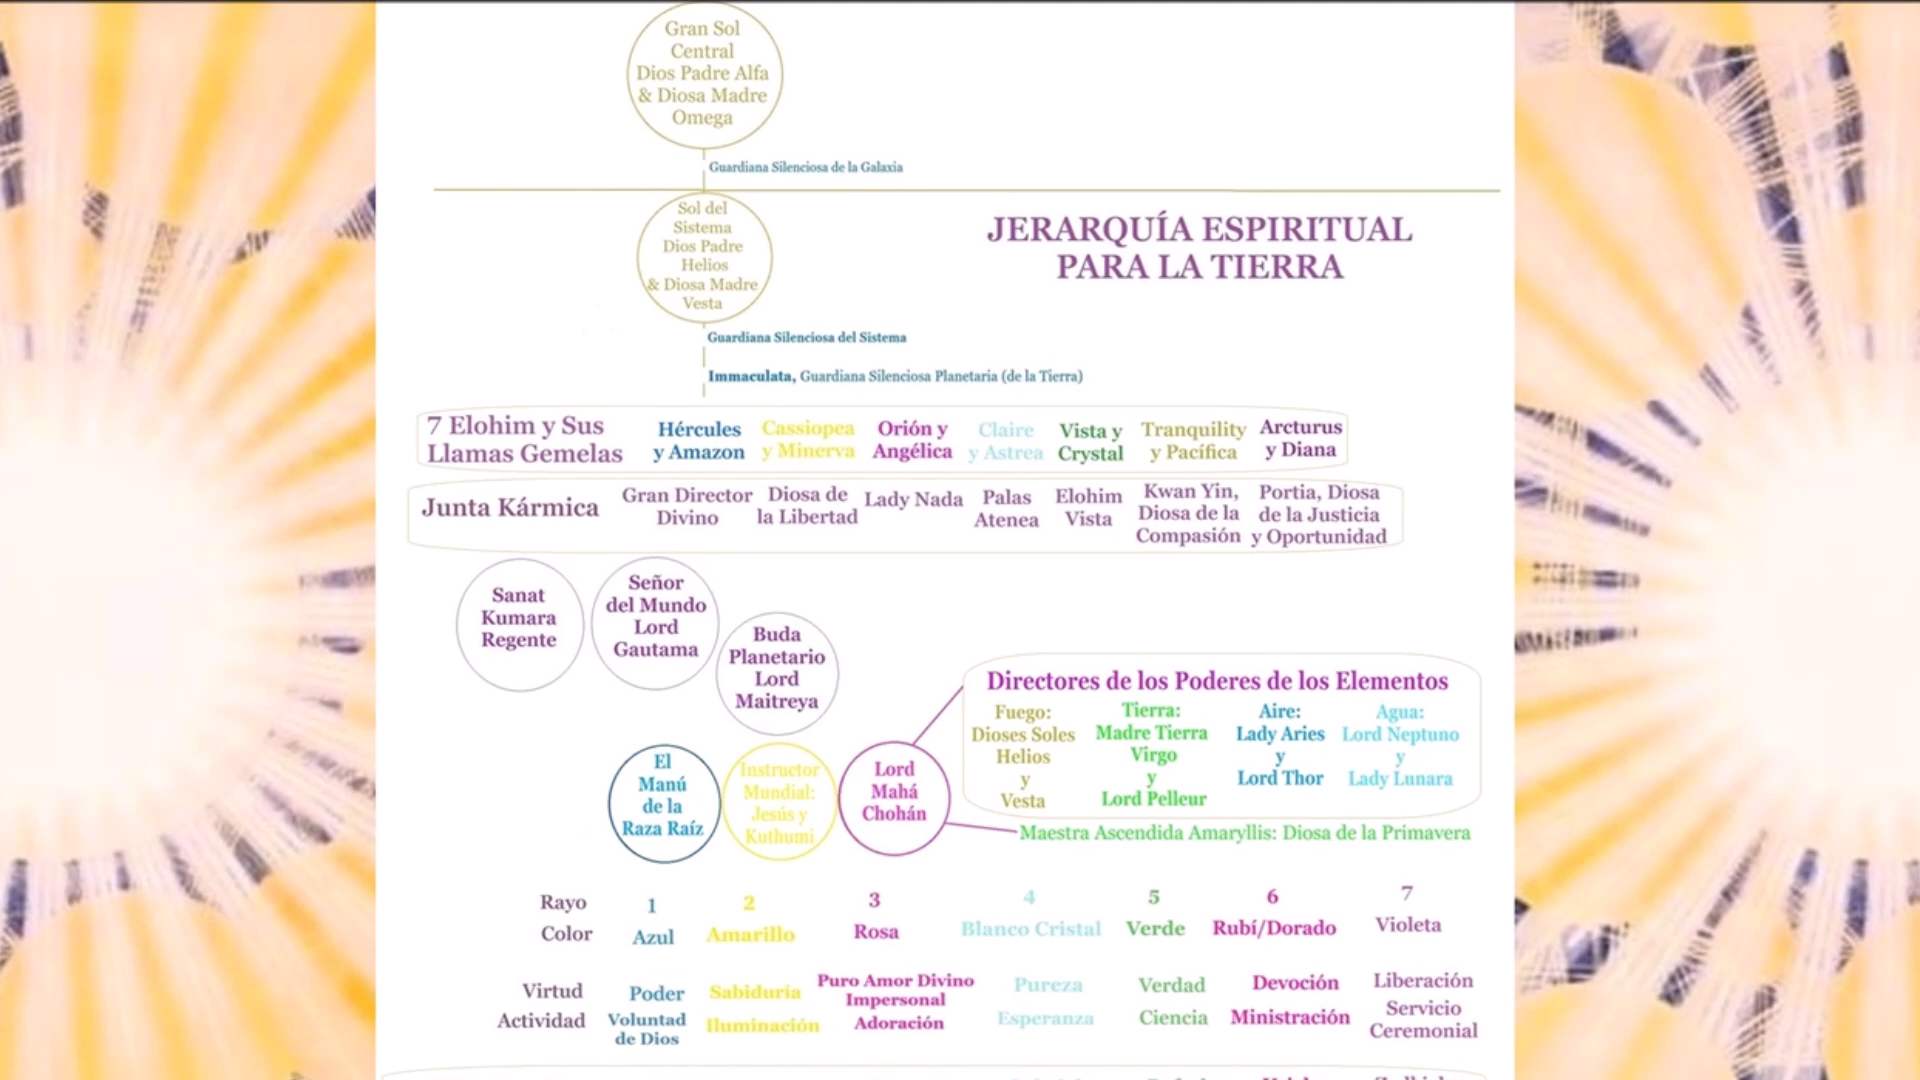 Gran Sol
Central
Dios Padre Alfa
& Diosa Madre
Omega
Guardiana Silenciosa de la Galaxia
Sol del
Sistema
Dios Padre
Helios
& Diosa Madre
Vesta
JERARQUÍA ESPIRITUAL
PARA LA TIERRA
Guardiana Silenciosa del Sistema
Immaculata, Guardiana Silenciosa Planetaria (de la Tierra)
7 Elohim y Sus
Llamas Gemelas
Hércules
y Amazon
Cassiopea
y Minerva
Orión y
Angélica
Claire
y Astrea
Vista y
Crystal
Tranquility
y Pacífica
Arcturus
y Diana
Junta Kármica
Gran Director
Divino
Diosa de
la Libertad
Lady Nada
Palas
Atenea
Elohim
Vista
Kwan Yin,
Diosa de la
Compasión
Portia, Diosa
de la Justicia
y Oportunidad
Sanat
Kumara
Regente
Señor
del Mundo
Lord
Gautama
Buda
Planetario
Lord
Maitreya
El
Manú
de la
Raza Raíz
Instructor
Mundial:
Jesús y
Kuthumi
Lord
Mahá
Chohán
Directores de los Poderes de los Elementos
Fuego:
Dioses Soles
Helios
y
Vesta
Tierra:
Madre Tierra
Virgo
y
Lord Pelleur
Aire:
Lady Aries
y
Lord Thor
Agua:
Lord Neptuno
y
Lady Lunara
Maestra Ascendida Amaryllis: Diosa de la Primavera
Rayo 1 2 3 4 5 6 7
Color Azul Amarillo Rosa Blanco Cristal Verde Rubí/Dorado Violeta
Virtud Poder Sabiduría Puro Amor Divino Impersonal Pureza Verdad Devoción Liberación
Actividad Voluntad de Dios Iluminación Adoración Esperanza Ciencia Ministración Servicio Ceremonial